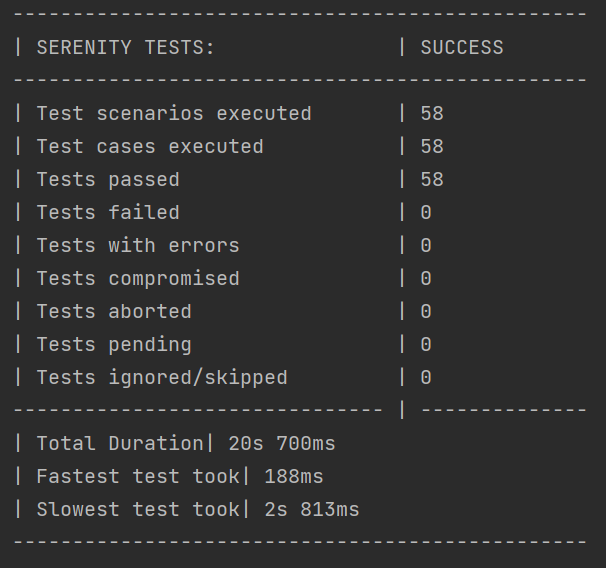 ------------------------------------------------
| SERENITY TESTS:               | SUCCESS
------------------------------------------------
| Test scenarios executed       | 58
| Test cases executed           | 58
| Tests passed                  | 58
| Tests failed                  | 0
| Tests with errors             | 0
| Tests compromised             | 0
| Tests aborted                 | 0
| Tests pending                 | 0
| Tests ignored/skipped         | 0
------------------------------- | --------------
| Total Duration| 20s 700ms
| Fastest test took| 188ms
| Slowest test took| 2s 813ms
------------------------------------------------